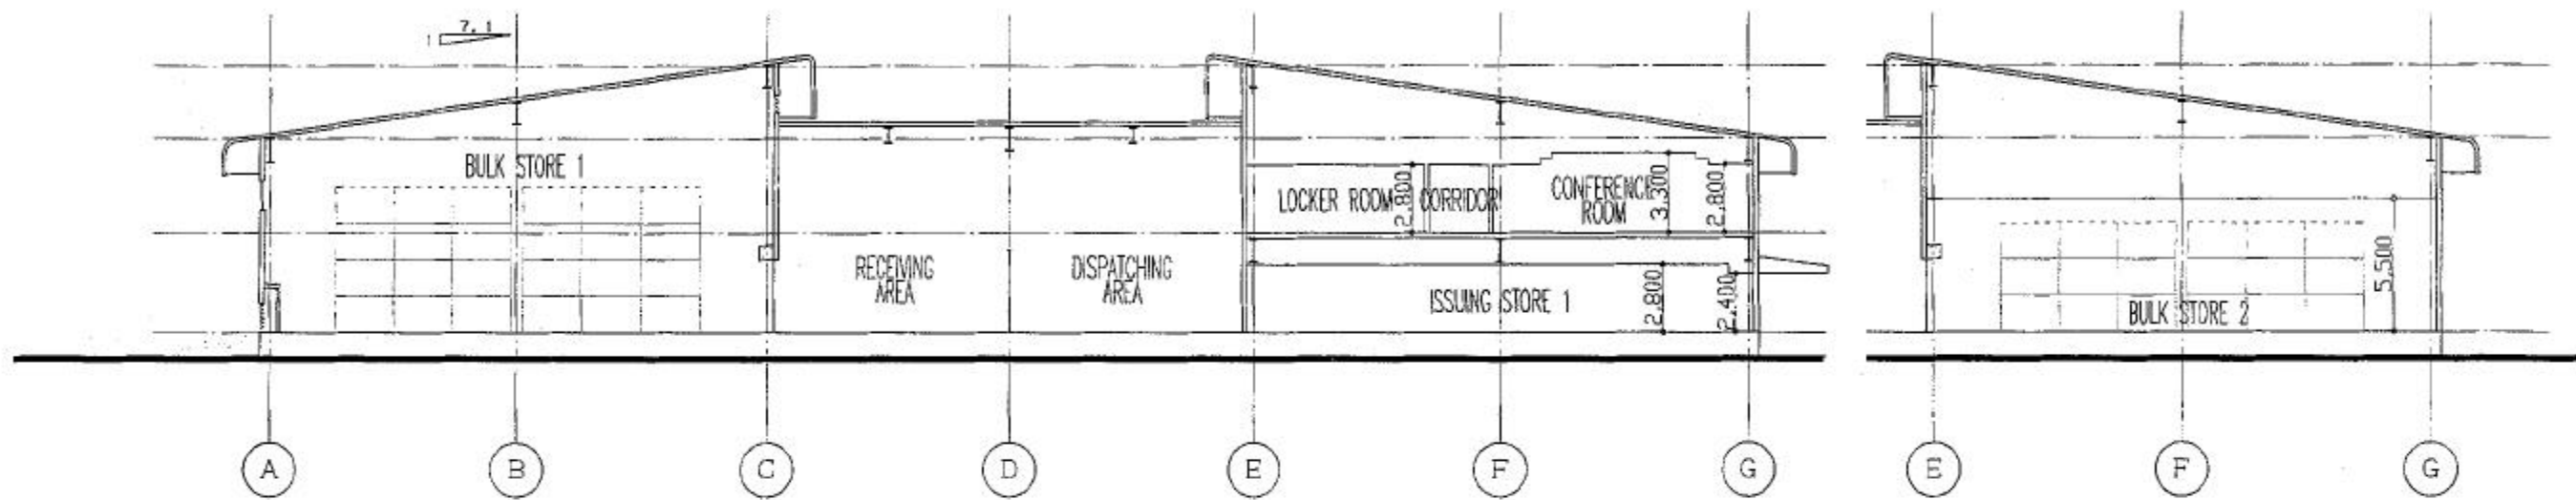 1
7.1
BULK STORE 1
RECEIVING
AREA
DISPATCHING
AREA
LOCKER ROOM
2,800
CORRIDOR
CONFERENCE
ROOM
3,300
2,800
ISSUING STORE 1
2,800
2,400
BULK STORE 2
5,500
A
B
C
D
E
F
G
E
F
G